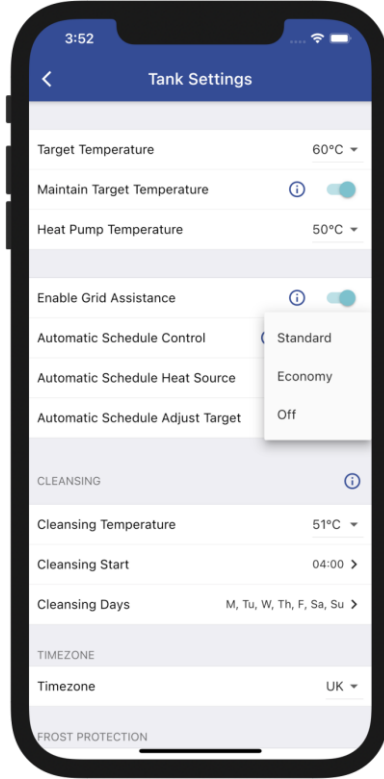 3:52
Tank Settings
Target Temperature 60°C
Maintain Target Temperature
Heat Pump Temperature 50°C
Enable Grid Assistance
Automatic Schedule Control
Standard
Automatic Schedule Heat Source
Economy
Automatic Schedule Adjust Target
Off
CLEANSING
Cleansing Temperature 51°C
Cleansing Start 04:00
Cleansing Days M, Tu, W, Th, F, Sa, Su
TIMEZONE
Timezone UK
FROST PROTECTION